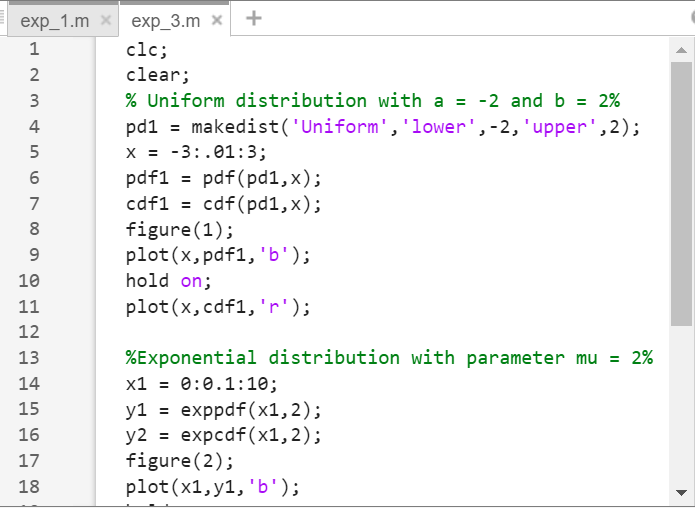 exp_1.m × exp_3.m × +
1 clc;
2 clear;
3 % Uniform distribution with a = -2 and b = 2%
4 pd1 = makedist('Uniform','lower',-2,'upper',2);
5 x = -3:.01:3;
6 pdf1 = pdf(pd1,x);
7 cdf1 = cdf(pd1,x);
8 figure(1);
9 plot(x,pdf1,'b');
10 hold on;
11 plot(x,cdf1,'r');
12
13 %Exponential distribution with parameter mu = 2%
14 x1 = 0:0.1:10;
15 y1 = exppdf(x1,2);
16 y2 = expcdf(x1,2);
17 figure(2);
18 plot(x1,y1,'b');